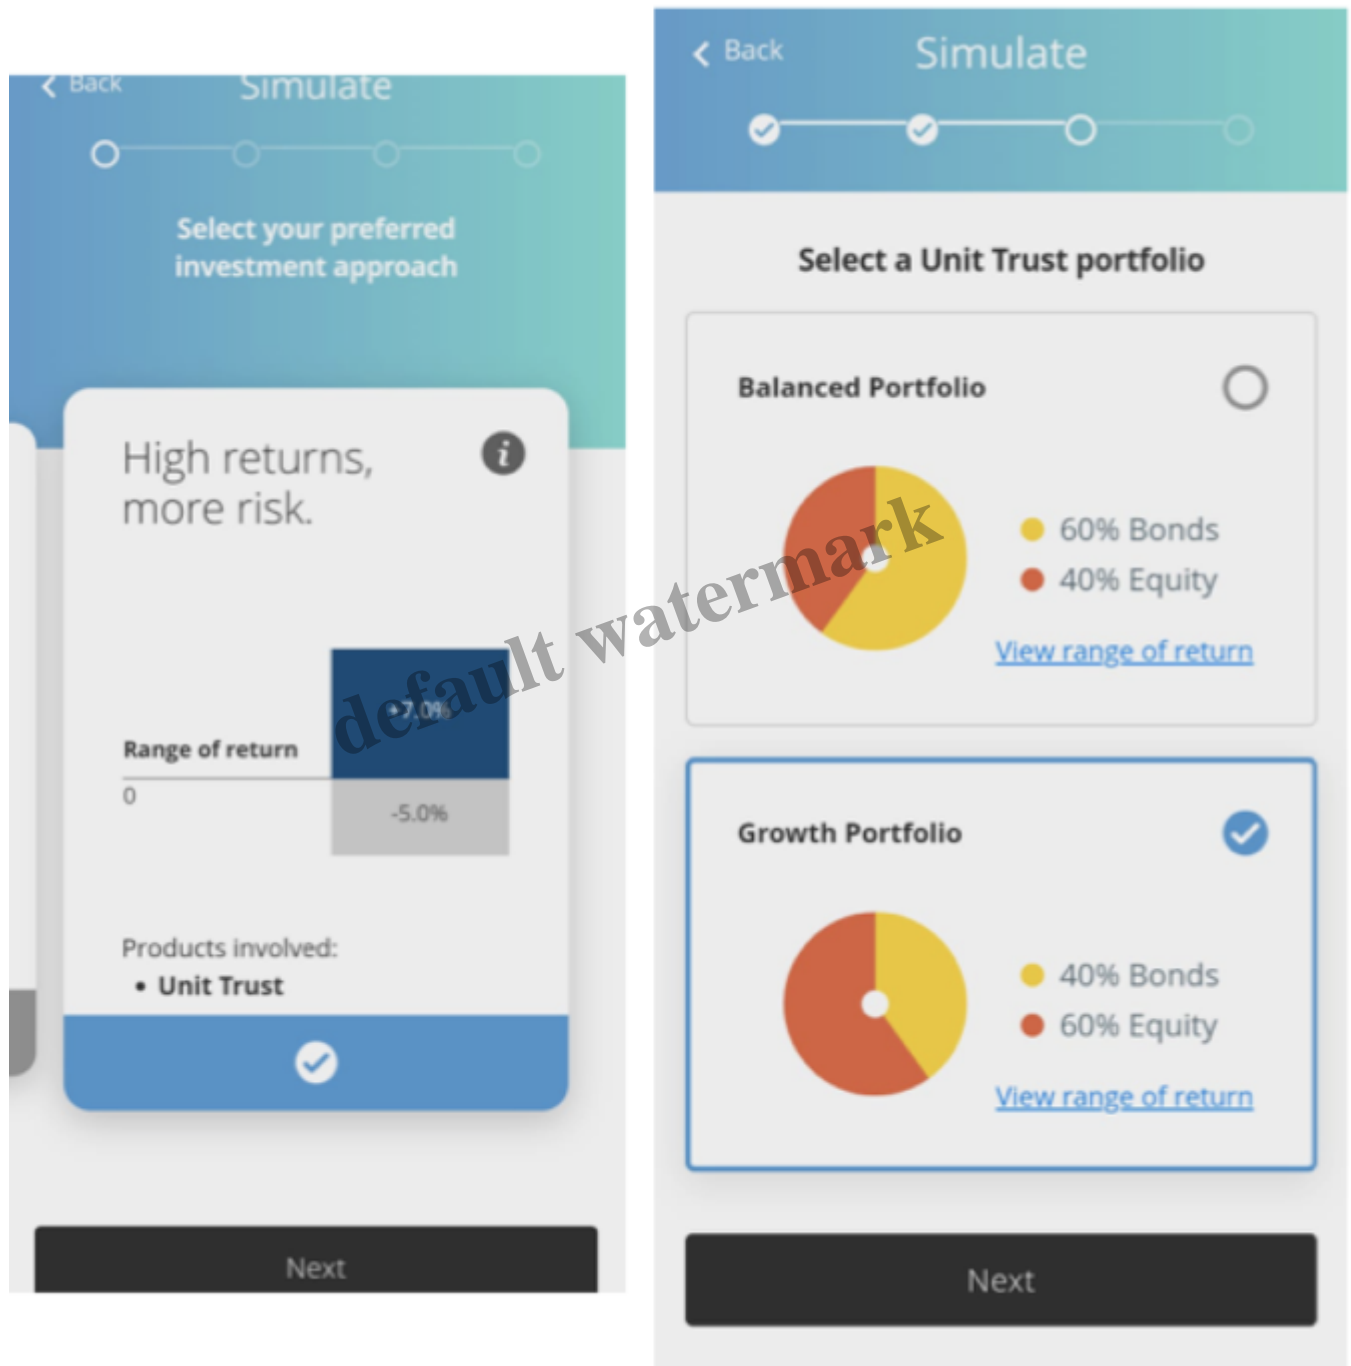 Back
Simulate
Select your preferred
investment approach
High returns,
more risk.
i
+7.0%
Range of return
0
-5.0%
Products involved:
• Unit Trust
Next
Back
Simulate
Select a Unit Trust portfolio
Balanced Portfolio
60% Bonds
40% Equity
View range of return
Growth Portfolio
40% Bonds
60% Equity
View range of return
Next
default watermark